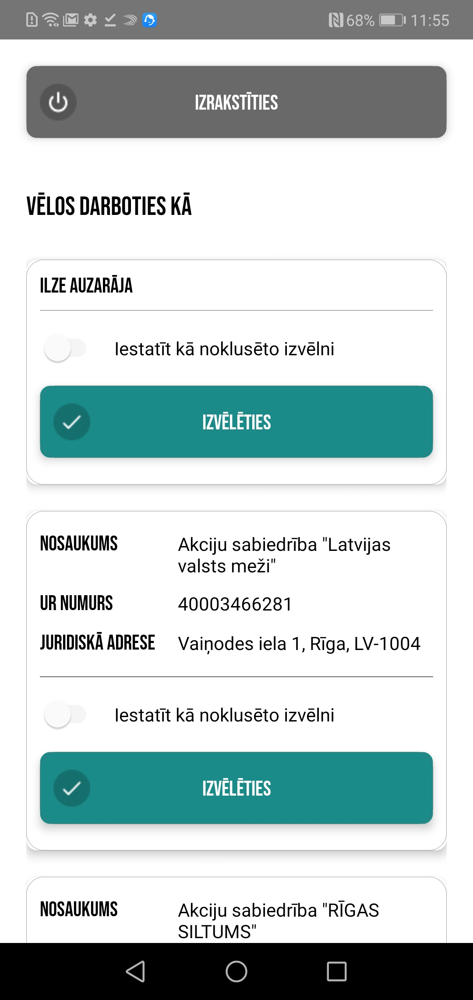 68% 11:55
IZRAKSTĪTIES
VĒLOS DARBOTIES KĀ
ILZE AUZARĀJA
Iestatīt kā noklusēto izvēlni
IZVĒLĒTIES
NOSAUKUMS Akciju sabiedrība "Latvijas
valsts meži"
UR NUMURS 40003466281
JURIDISKĀ ADRESE Vaiņodes iela 1, Rīga, LV-1004
Iestatīt kā noklusēto izvēlni
IZVĒLĒTIES
NOSAUKUMS Akciju sabiedrība "RĪGAS
SILTUMS"